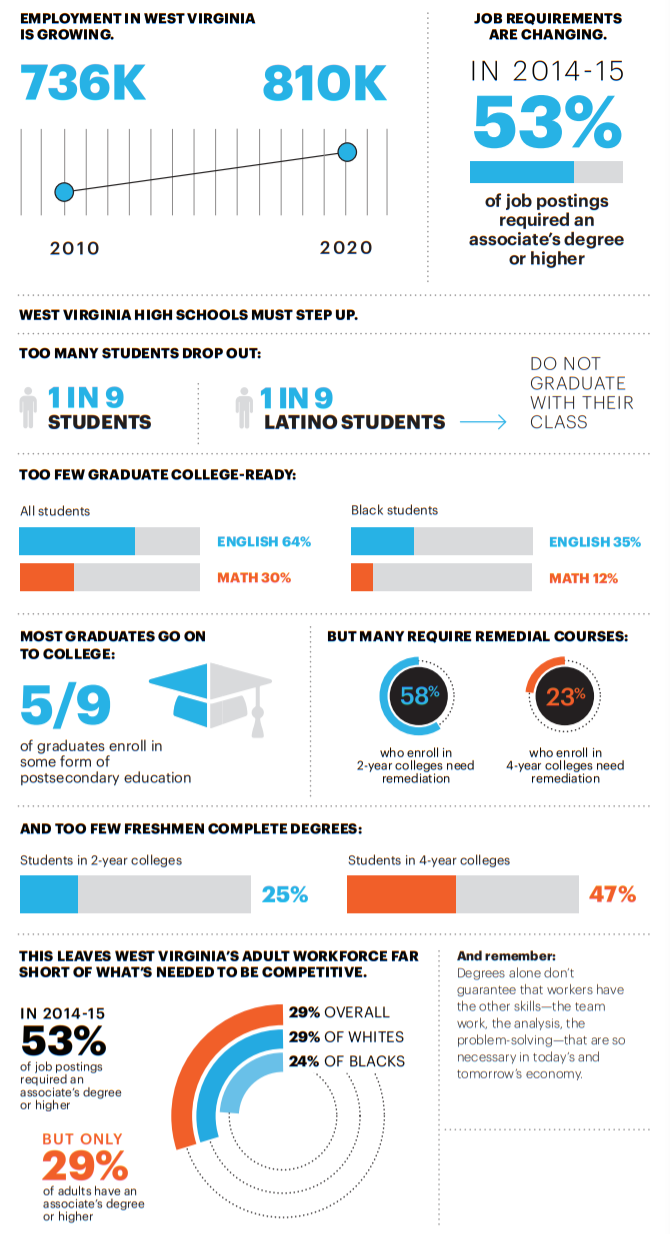 EMPLOYMENT IN WEST VIRGINIA
IS GROWING.
736K
810K
2010
2020
JOB REQUIREMENTS
ARE CHANGING.
IN 2014-15
53%
of job postings
required an
associate's degree
or higher
WEST VIRGINIA HIGH SCHOOLS MUST STEP UP.
TOO MANY STUDENTS DROP OUT:
1 IN 9
STUDENTS
1 IN 9
LATINO STUDENTS
DO NOT
GRADUATE
WITH THEIR
CLASS
TOO FEW GRADUATE COLLEGE-READY:
All students
ENGLISH 64%
MATH 30%
Black students
ENGLISH 35%
MATH 12%
MOST GRADUATES GO ON
TO COLLEGE:
5/9
of graduates enroll in
some form of
postsecondary education
BUT MANY REQUIRE REMEDIAL COURSES:
58%
who enroll in
2-year colleges need
remediation
23%
who enroll in
4-year colleges need
remediation
AND TOO FEW FRESHMEN COMPLETE DEGREES:
Students in 2-year colleges
25%
Students in 4-year colleges
47%
THIS LEAVES WEST VIRGINIA'S ADULT WORKFORCE FAR
SHORT OF WHAT'S NEEDED TO BE COMPETITIVE.
IN 2014-15
53%
of job postings
required an
associate's degree
or higher
BUT ONLY
29%
of adults have an
associate's degree
or higher
29% OVERALL
29% OF WHITES
24% OF BLACKS
And remember:
Degrees alone don't
guarantee that workers have
the other skills—the team
work, the analysis, the
problem-solving—that are so
necessary in today's and
tomorrow's economy.